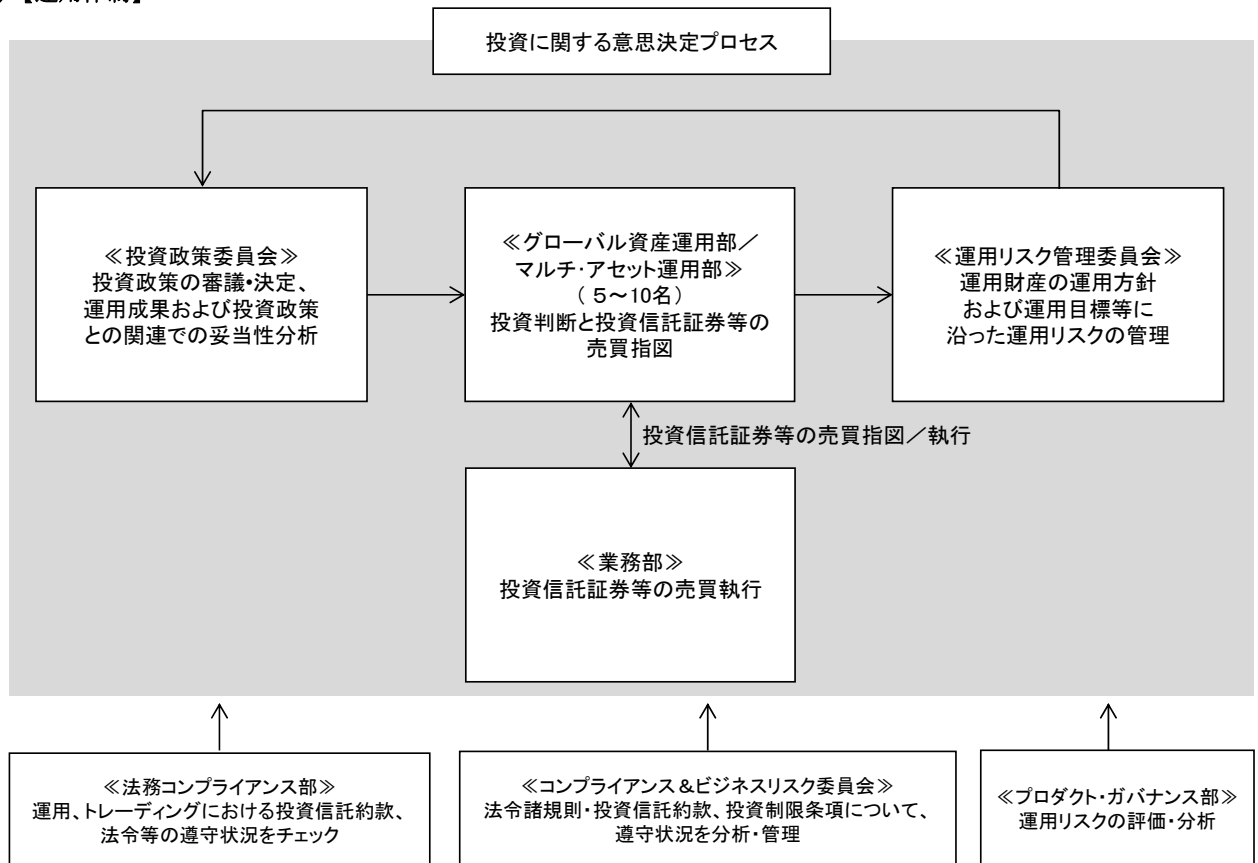 【運用体制】
投資に関する意思決定プロセス
≪投資政策委員会≫
投資政策の審議・決定、
運用成果および投資政策
との関連での妥当性分析
≪グローバル資産運用部／
マルチ・アセット運用部≫
（ 5～10名）
投資判断と投資信託証券等の
売買指図
≪運用リスク管理委員会≫
運用財産の運用方針
および運用目標等に
沿った運用リスクの管理
投資信託証券等の売買指図／執行
≪業務部≫
投資信託証券等の売買執行
≪法務コンプライアンス部≫
運用、トレーディングにおける投資信託約款、
法令等の遵守状況をチェック
≪コンプライアンス＆ビジネスリスク委員会≫
法令諸規則・投資信託約款、投資制限条項について、
遵守状況を分析・管理
≪プロダクト・ガバナンス部≫
運用リスクの評価・分析